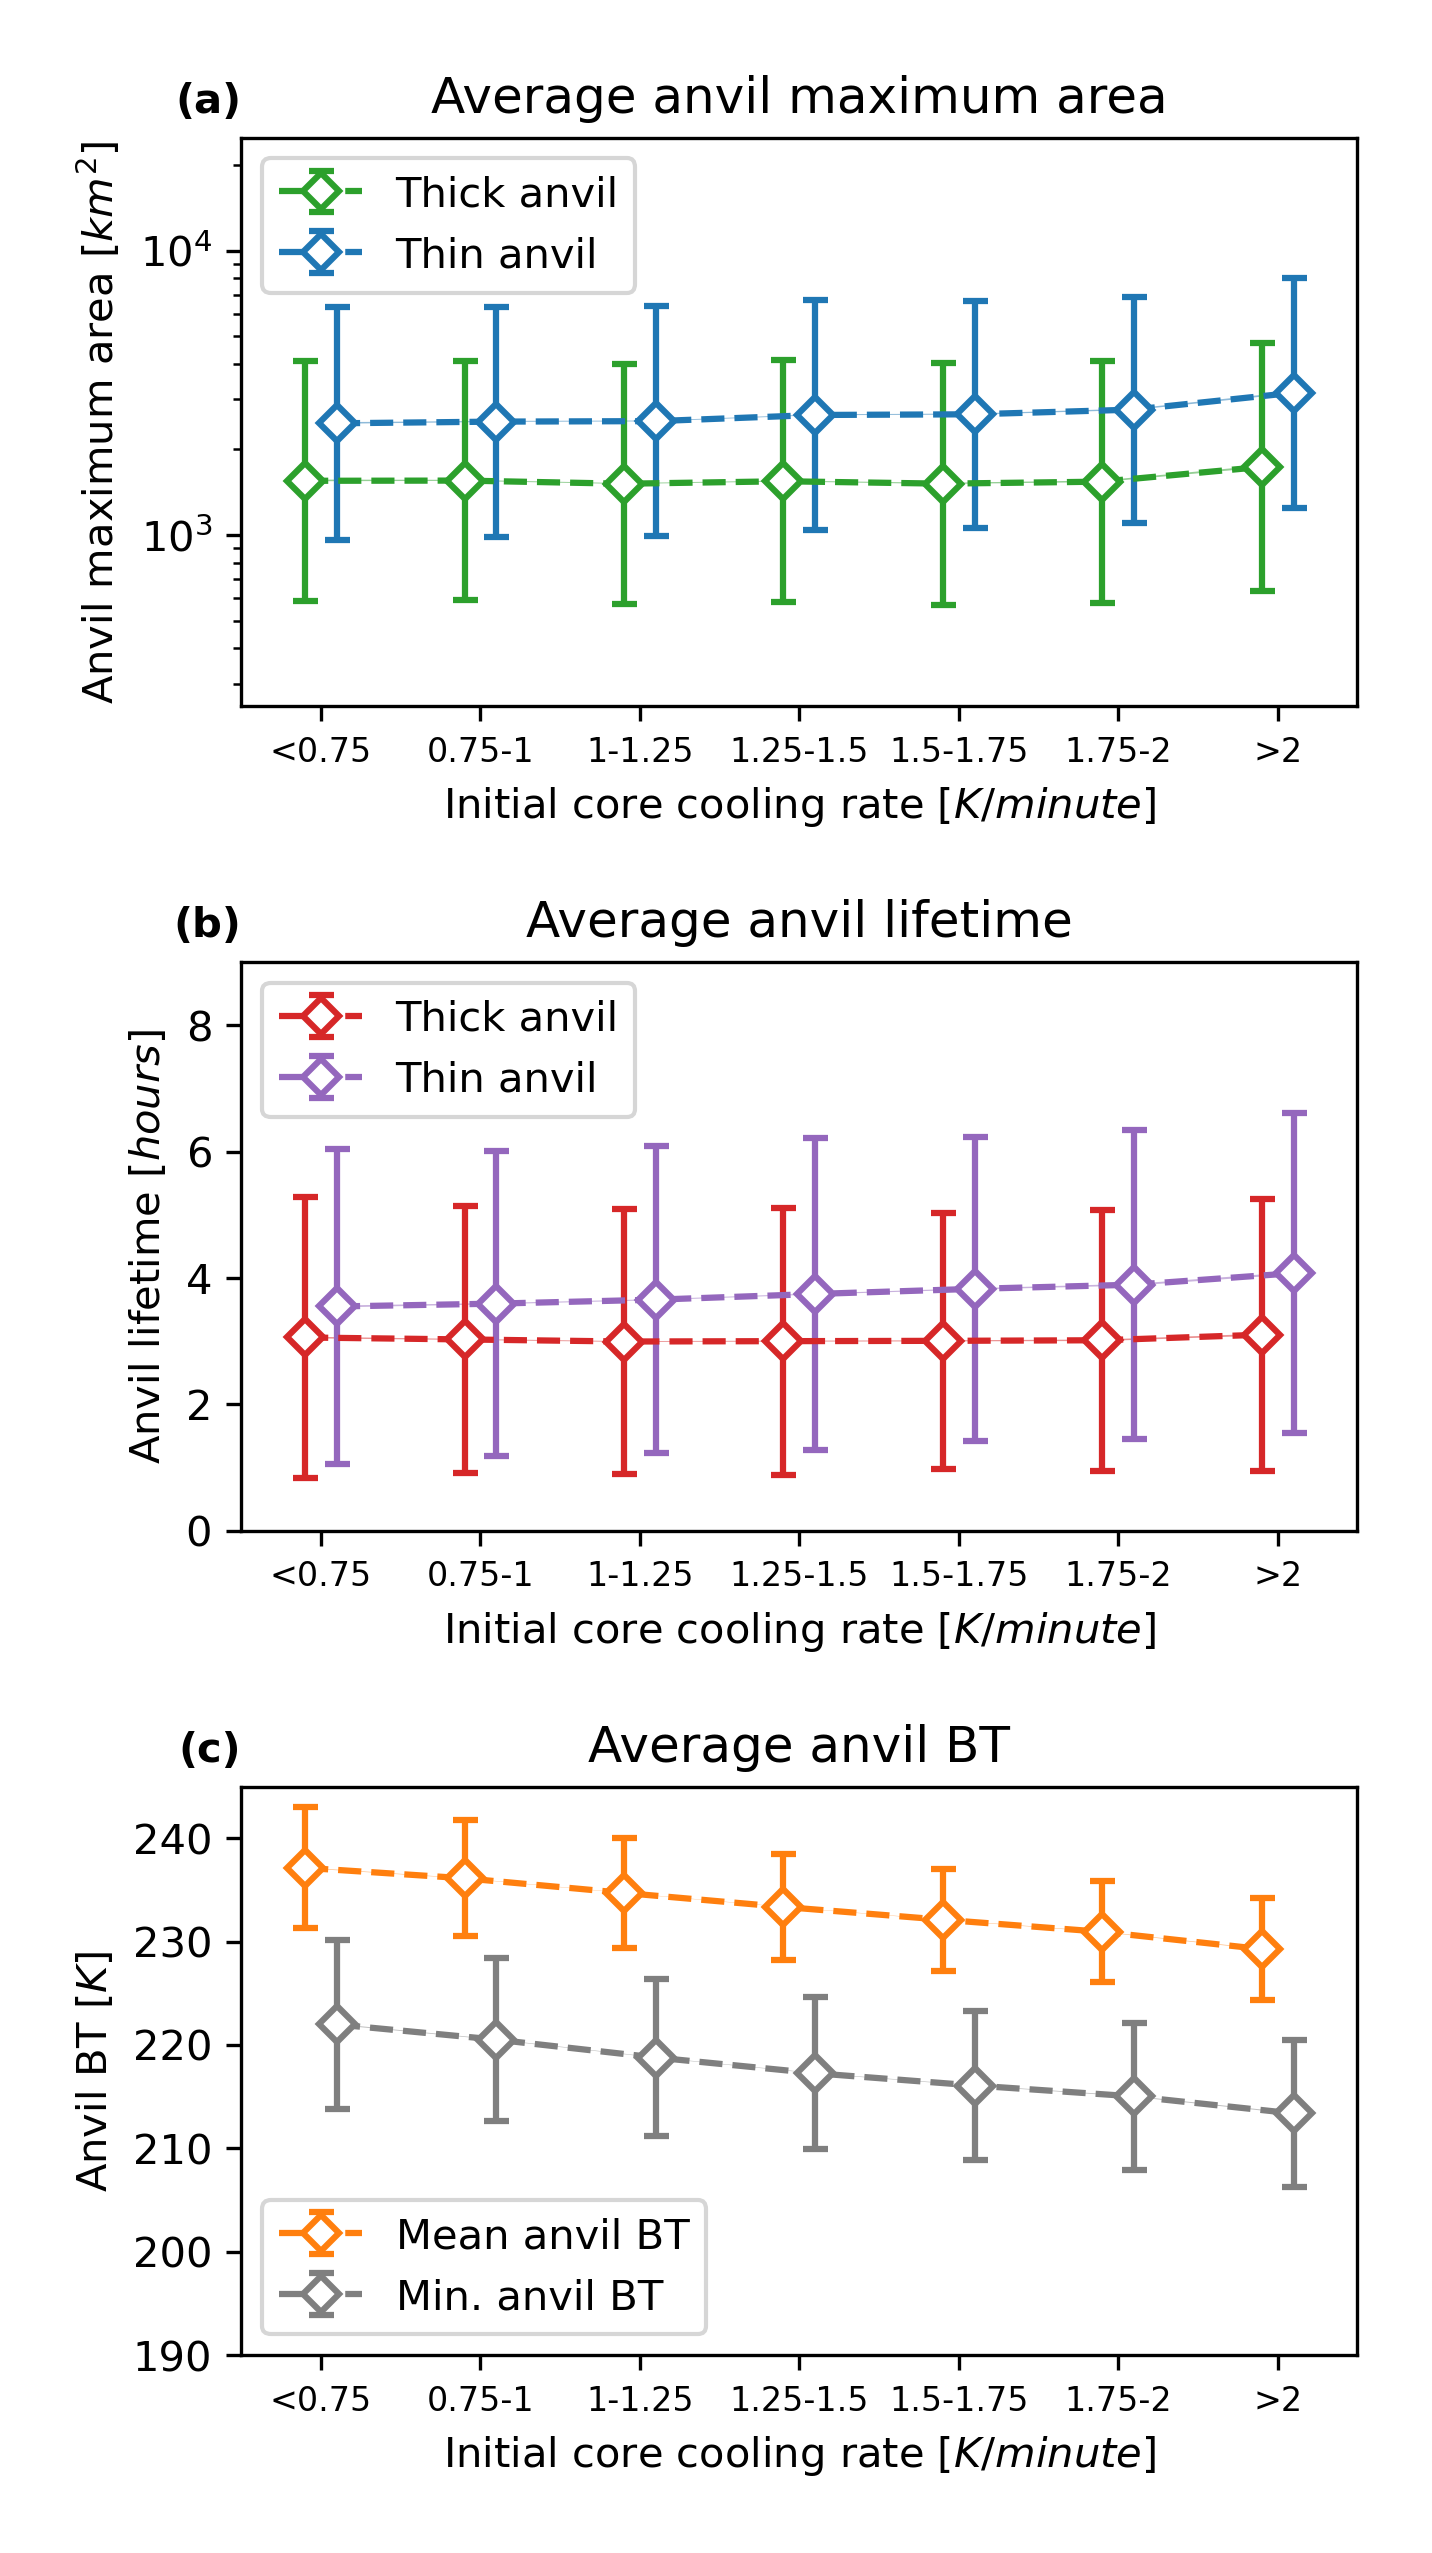 (a) Average anvil maximum area
Thick anvil
Thin anvil
10⁴
10³
Anvil maximum area [km²]
<0.75 0.75-1 1-1.25 1.25-1.5 1.5-1.75 1.75-2 >2
Initial core cooling rate [K/minute]
(b) Average anvil lifetime
Thick anvil
Thin anvil
8
6
4
2
0
Anvil lifetime [hours]
<0.75 0.75-1 1-1.25 1.25-1.5 1.5-1.75 1.75-2 >2
Initial core cooling rate [K/minute]
(c) Average anvil BT
240
230
220
210
200
190
Anvil BT [K]
Mean anvil BT
Min. anvil BT
<0.75 0.75-1 1-1.25 1.25-1.5 1.5-1.75 1.75-2 >2
Initial core cooling rate [K/minute]